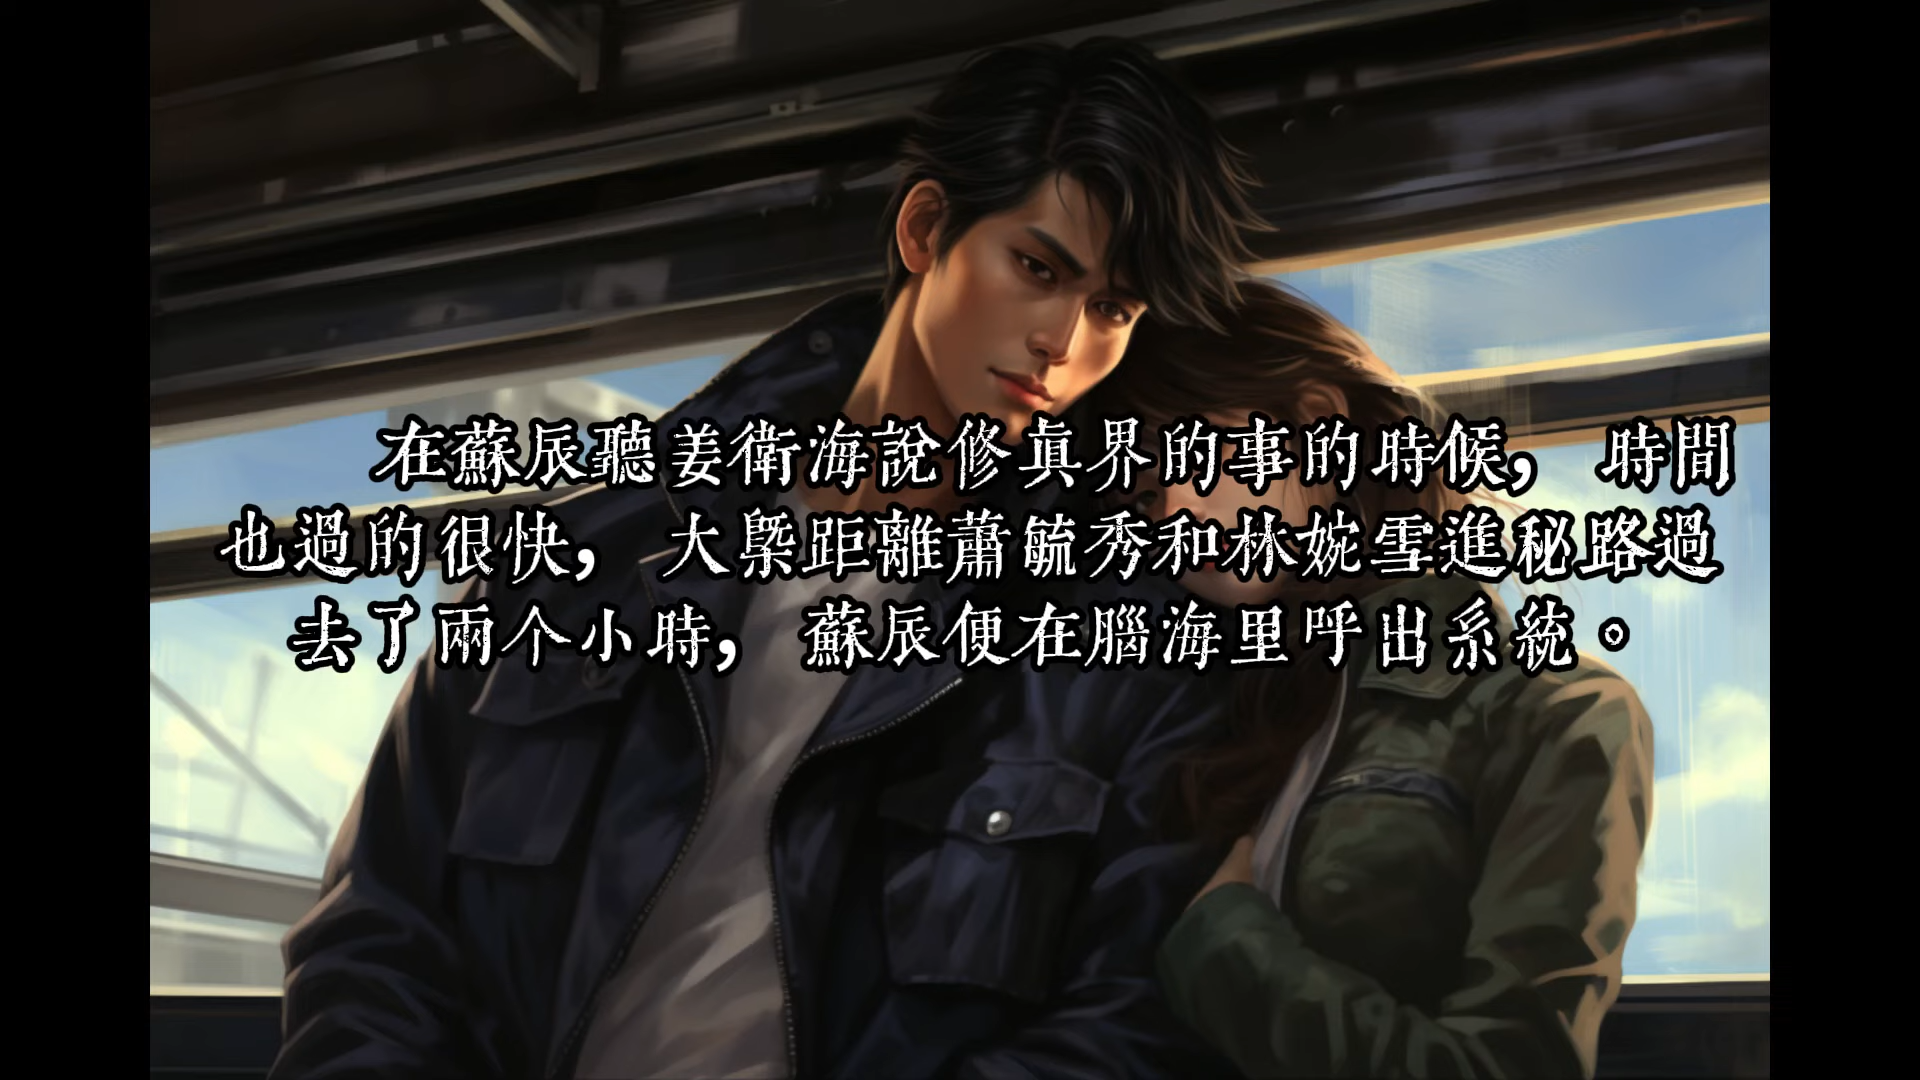 在蘇辰聽姜衛海說修真界的事的時候, 時間
也過的很快, 大槩距離蕭毓秀和林婉雪進秘路過
去了兩个小時, 蘇辰便在腦海里呼出系統。